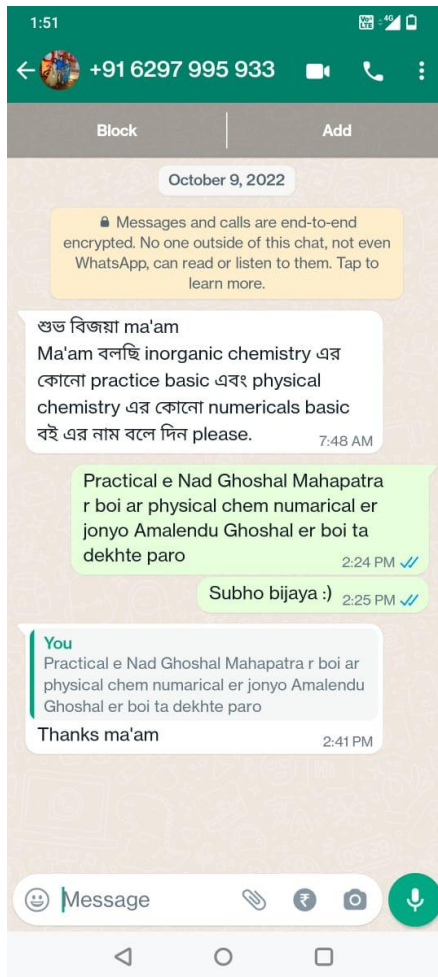 1:51
Vo) LTE 4G
+91 6297 995 933
Block
Add
October 9, 2022
Messages and calls are end-to-end
encrypted. No one outside of this chat, not even
WhatsApp, can read or listen to them. Tap to
learn more.
শুভ বিজয়া ma'am
Ma'am বলছি inorganic chemistry এর
কোনো practice basic এবং physical
chemistry এর কোনো numericals basic
বই এর নাম বলে দিন please.
7:48 AM
Practical e Nad Ghoshal Mahapatra
r boi ar physical chem numarical er
jonyo Amalendu Ghoshal er boi ta
dekhte paro
2:24 PM
Subho bijaya :)
2:25 PM
You
Practical e Nad Ghoshal Mahapatra r boi ar
physical chem numarical er jonyo Amalendu
Ghoshal er boi ta dekhte paro
Thanks ma'am
2:41 PM
Message